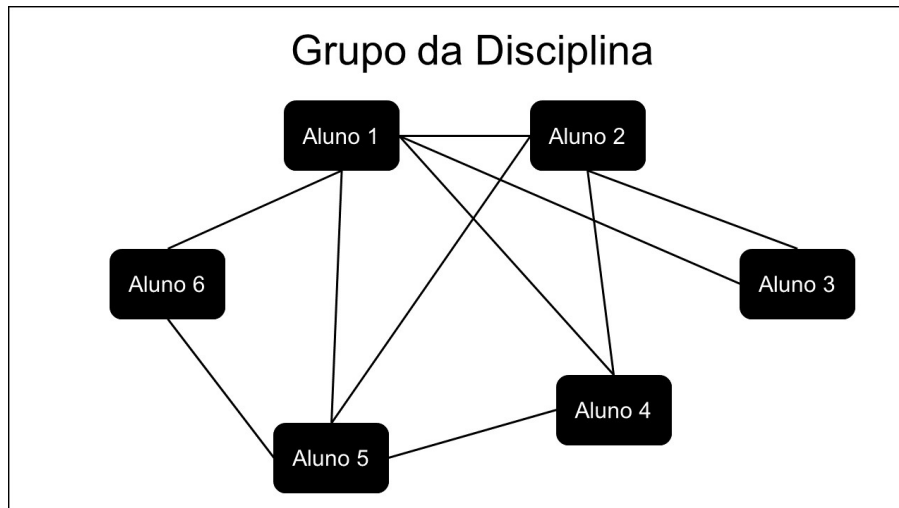 Grupo da Disciplina
Aluno 1
Aluno 2
Aluno 6
Aluno 3
Aluno 4
Aluno 5